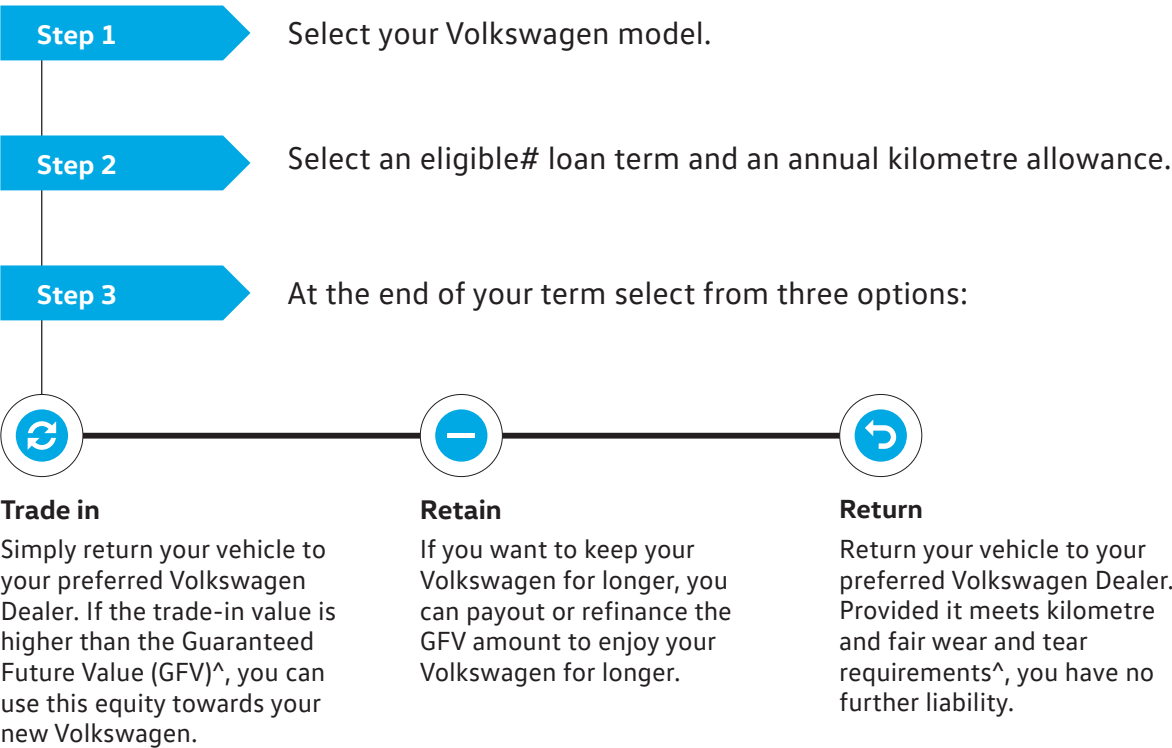 Step 1
Select your Volkswagen model.
Step 2
Select an eligible# loan term and an annual kilometre allowance.
Step 3
At the end of your term select from three options:
Trade in
Simply return your vehicle to
your preferred Volkswagen
Dealer. If the trade-in value is
higher than the Guaranteed
Future Value (GFV)^, you can
use this equity towards your
new Volkswagen.
Retain
If you want to keep your
Volkswagen for longer, you
can payout or refinance the
GFV amount to enjoy your
Volkswagen for longer.
Return
Return your vehicle to your
preferred Volkswagen Dealer.
Provided it meets kilometre
and fair wear and tear
requirements^, you have no
further liability.